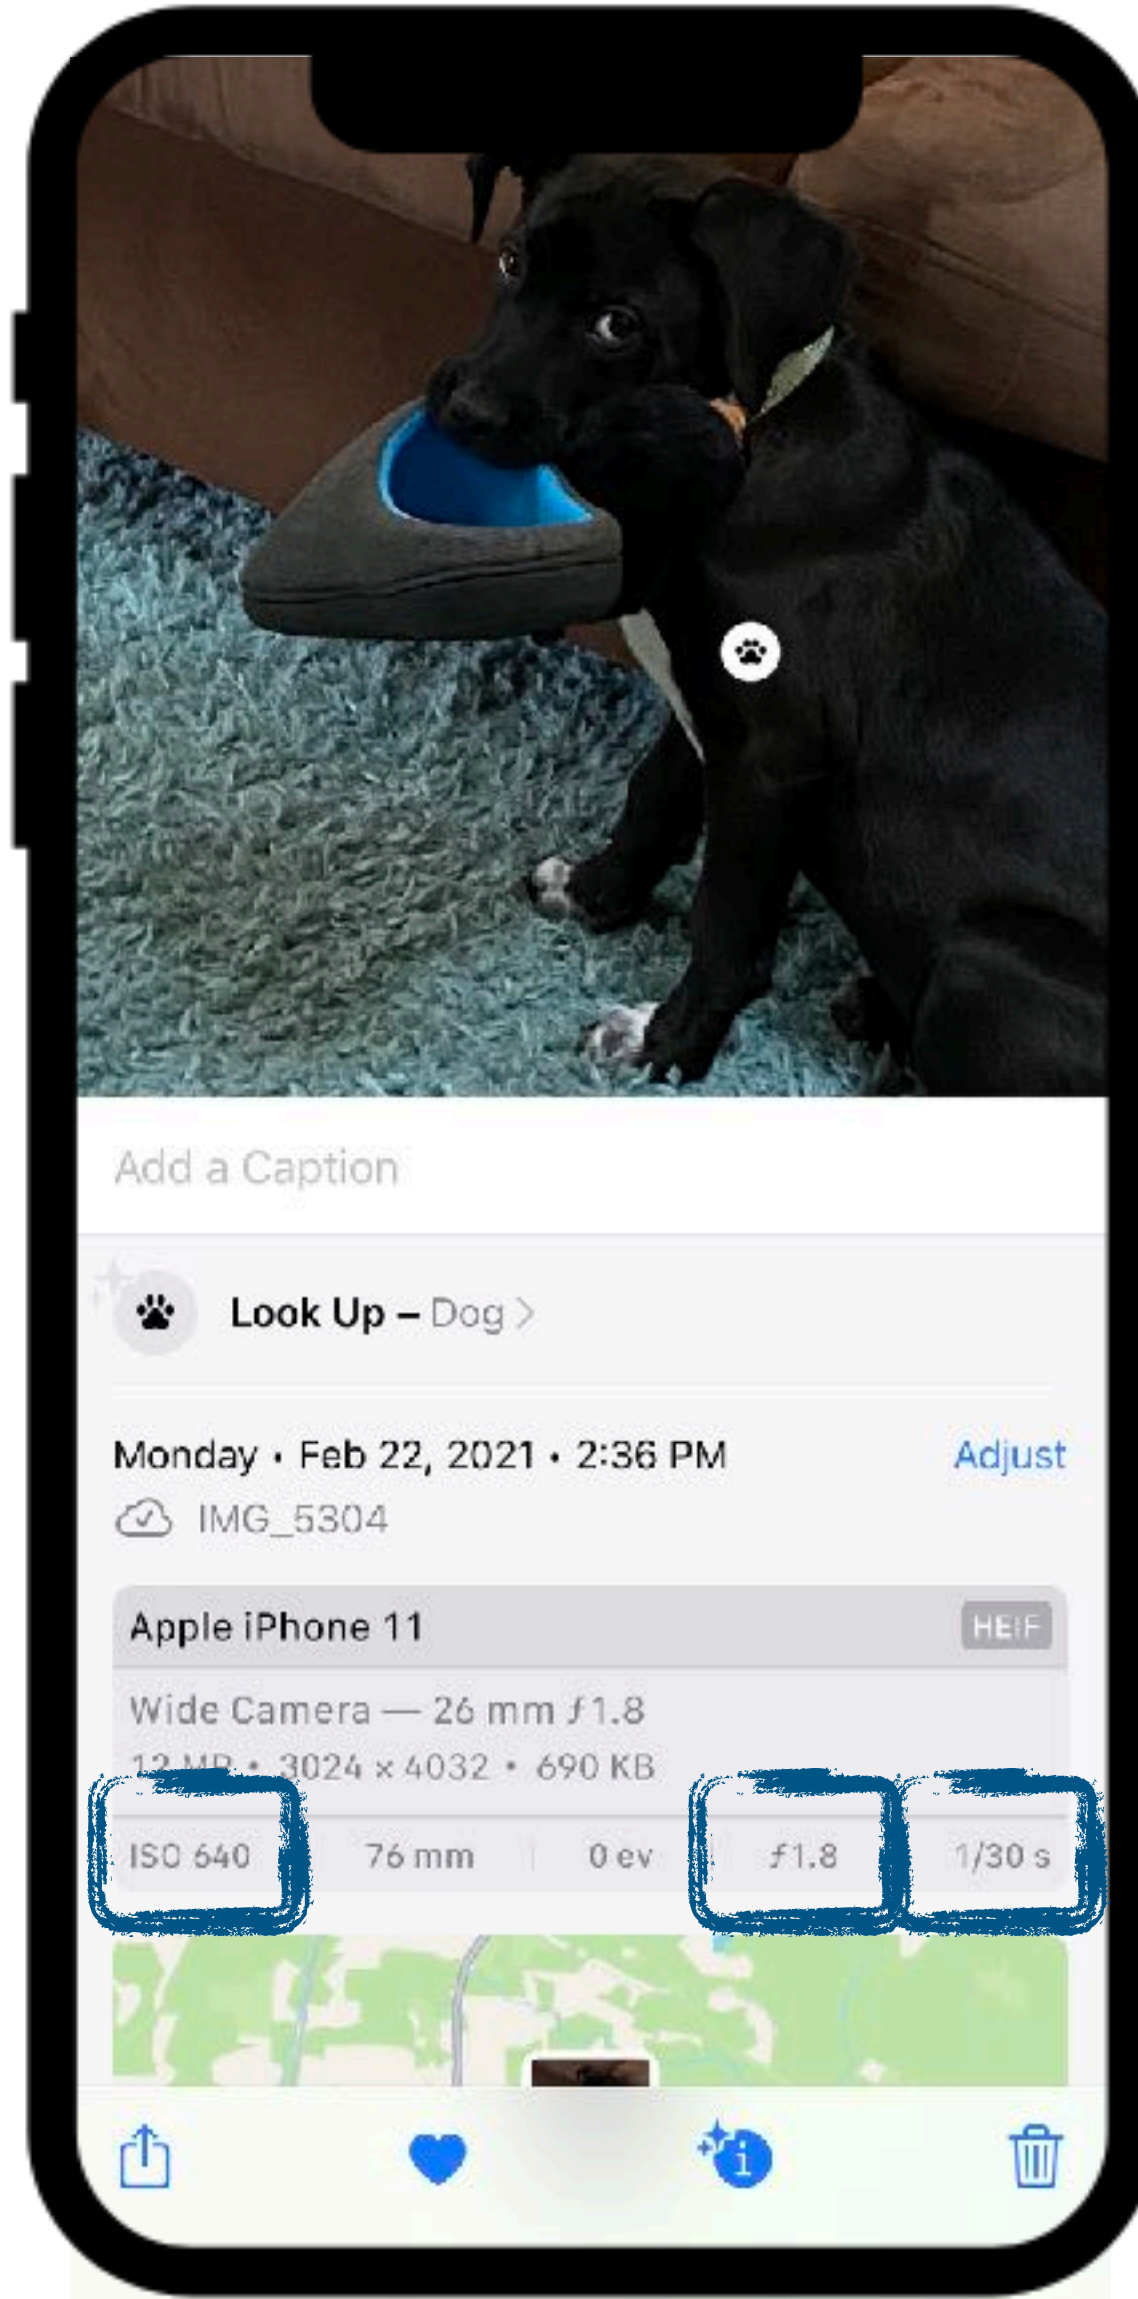 Add a Caption
Look Up – Dog >
Monday • Feb 22, 2021 • 2:36 PM Adjust
IMG_5304
Apple iPhone 11 HEIF
Wide Camera — 26 mm ƒ1.8
12 MP • 3024 × 4032 • 690 KB
ISO 640 76 mm 0 ev ƒ1.8 1/30 s